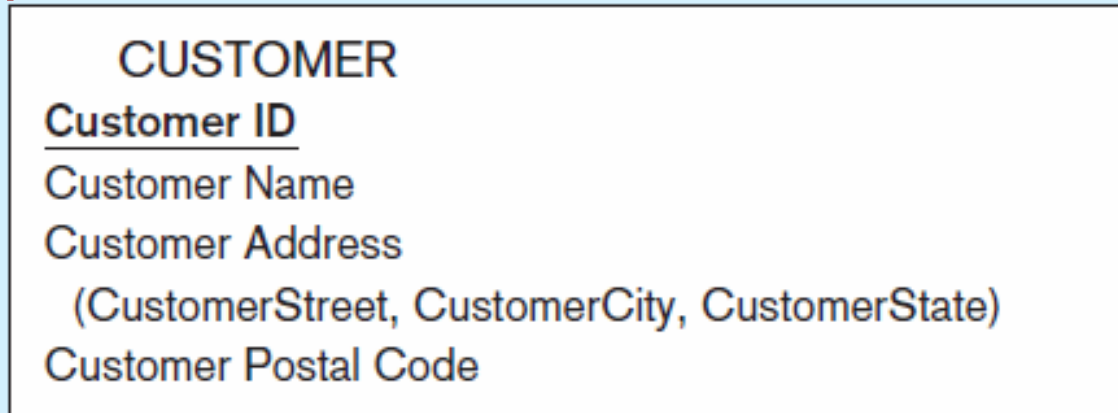 CUSTOMER
Customer ID
Customer Name
Customer Address
(CustomerStreet, CustomerCity, CustomerState)
Customer Postal Code